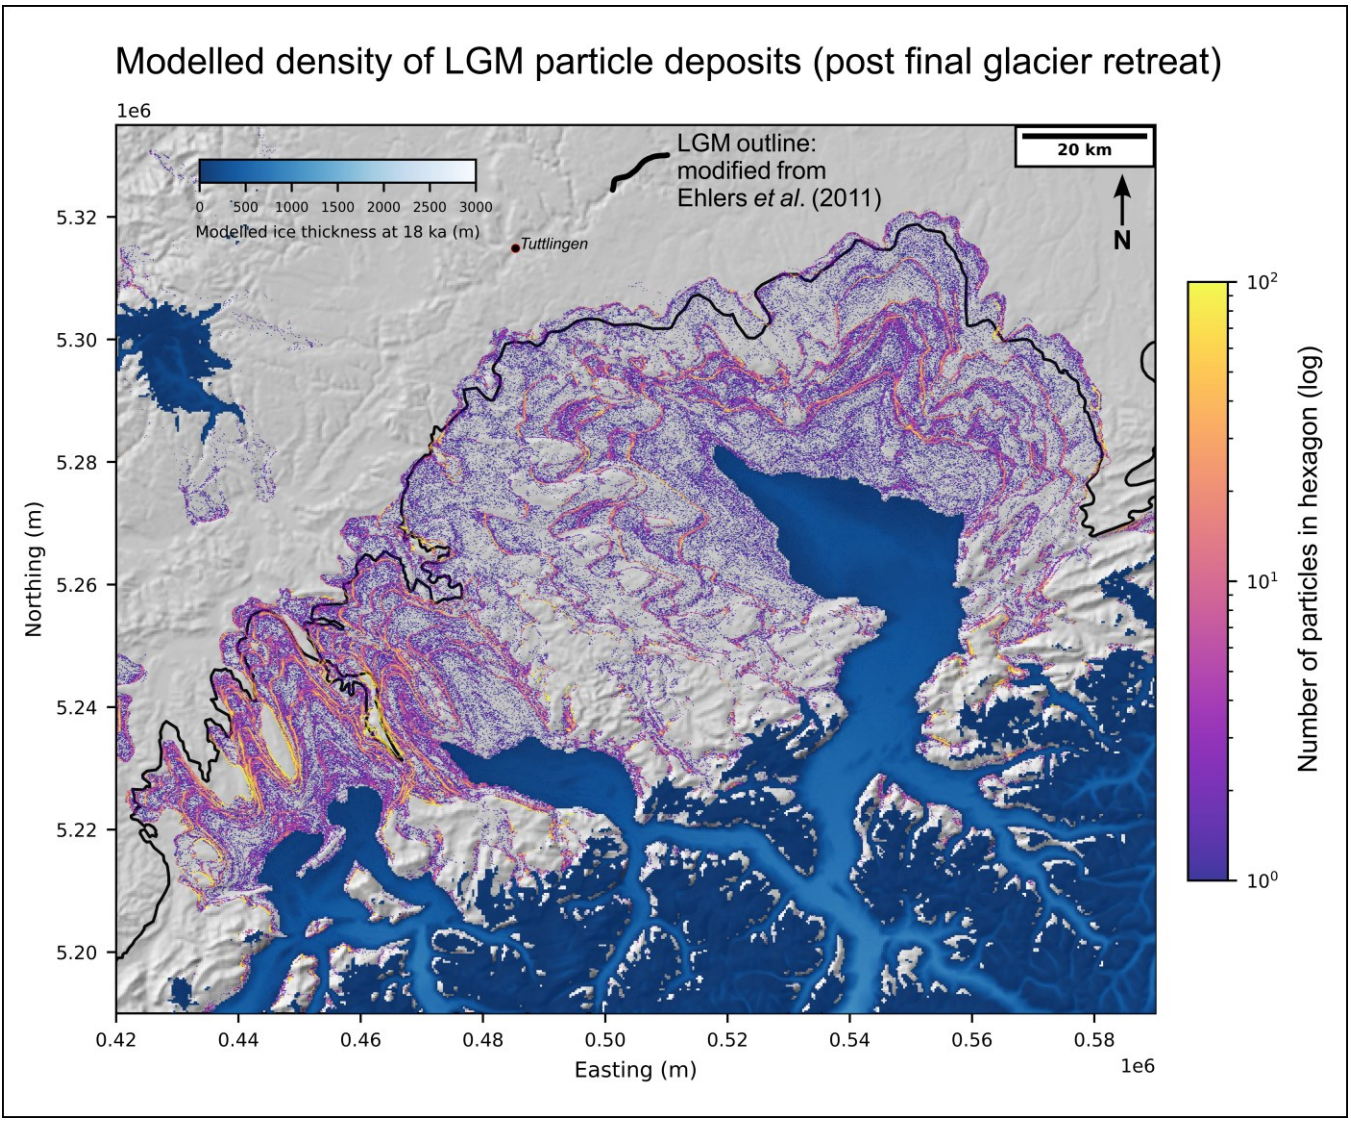 Modelled density of LGM particle deposits (post final glacier retreat)
1e6
LGM outline:
modified from
Ehlers et al. (2011)
20 km
N
0 500 1000 1500 2000 2500 3000
Modelled ice thickness at 18 ka (m)
Tuttlingen
5.32
5.30
5.28
5.26
5.24
5.22
5.20
Northing (m)
0.42 0.44 0.46 0.48 0.50 0.52 0.54 0.56 0.58
Easting (m)
1e6
10²
10¹
10⁰
Number of particles in hexagon (log)